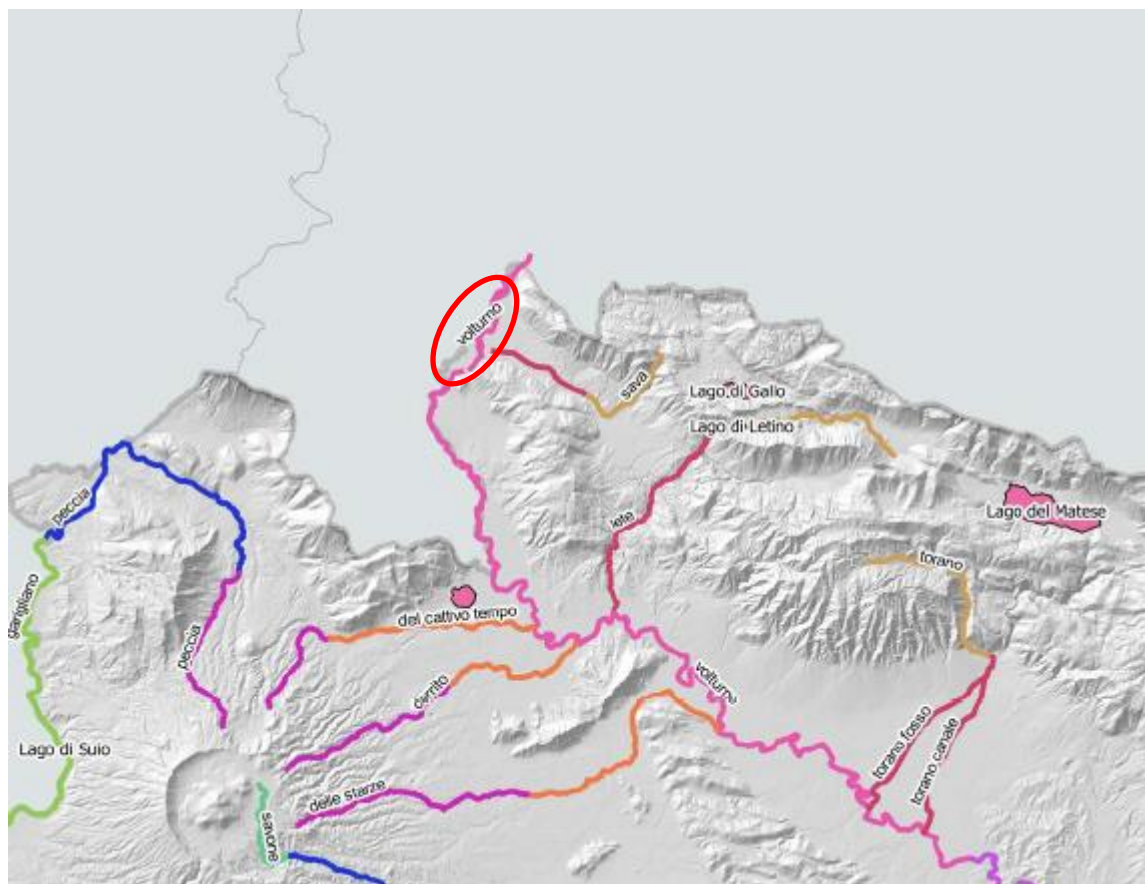 volturno
sava
Lago di Gallo
Lago di Letino
peccia
Lago del Matese
lete
torano
garigliano
del cattivo tempo
peccia
cerrito
volturno
Lago di Suio
torano fosso
torano canale
delle starze
savone